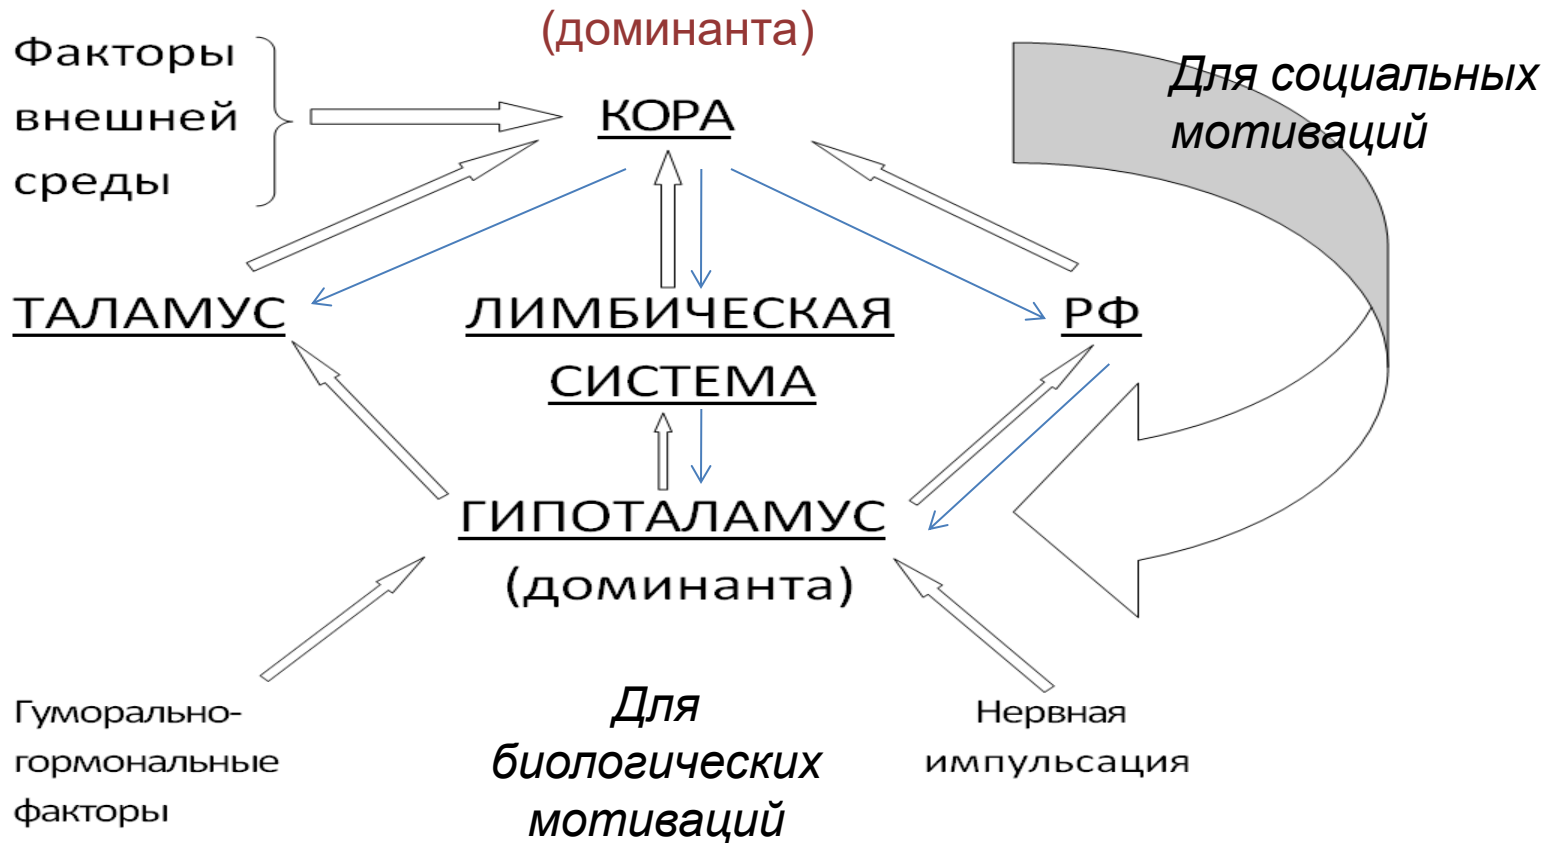 (доминанта)
Факторы
внешней
среды
КОРА
Для социальных
мотиваций
ТАЛАМУС
ЛИМБИЧЕСКАЯ
СИСТЕМА
РФ
ГИПОТАЛАМУС
(доминанта)
Гуморально-
гормональные
факторы
Для
биологических
мотиваций
Нервная
импульсация